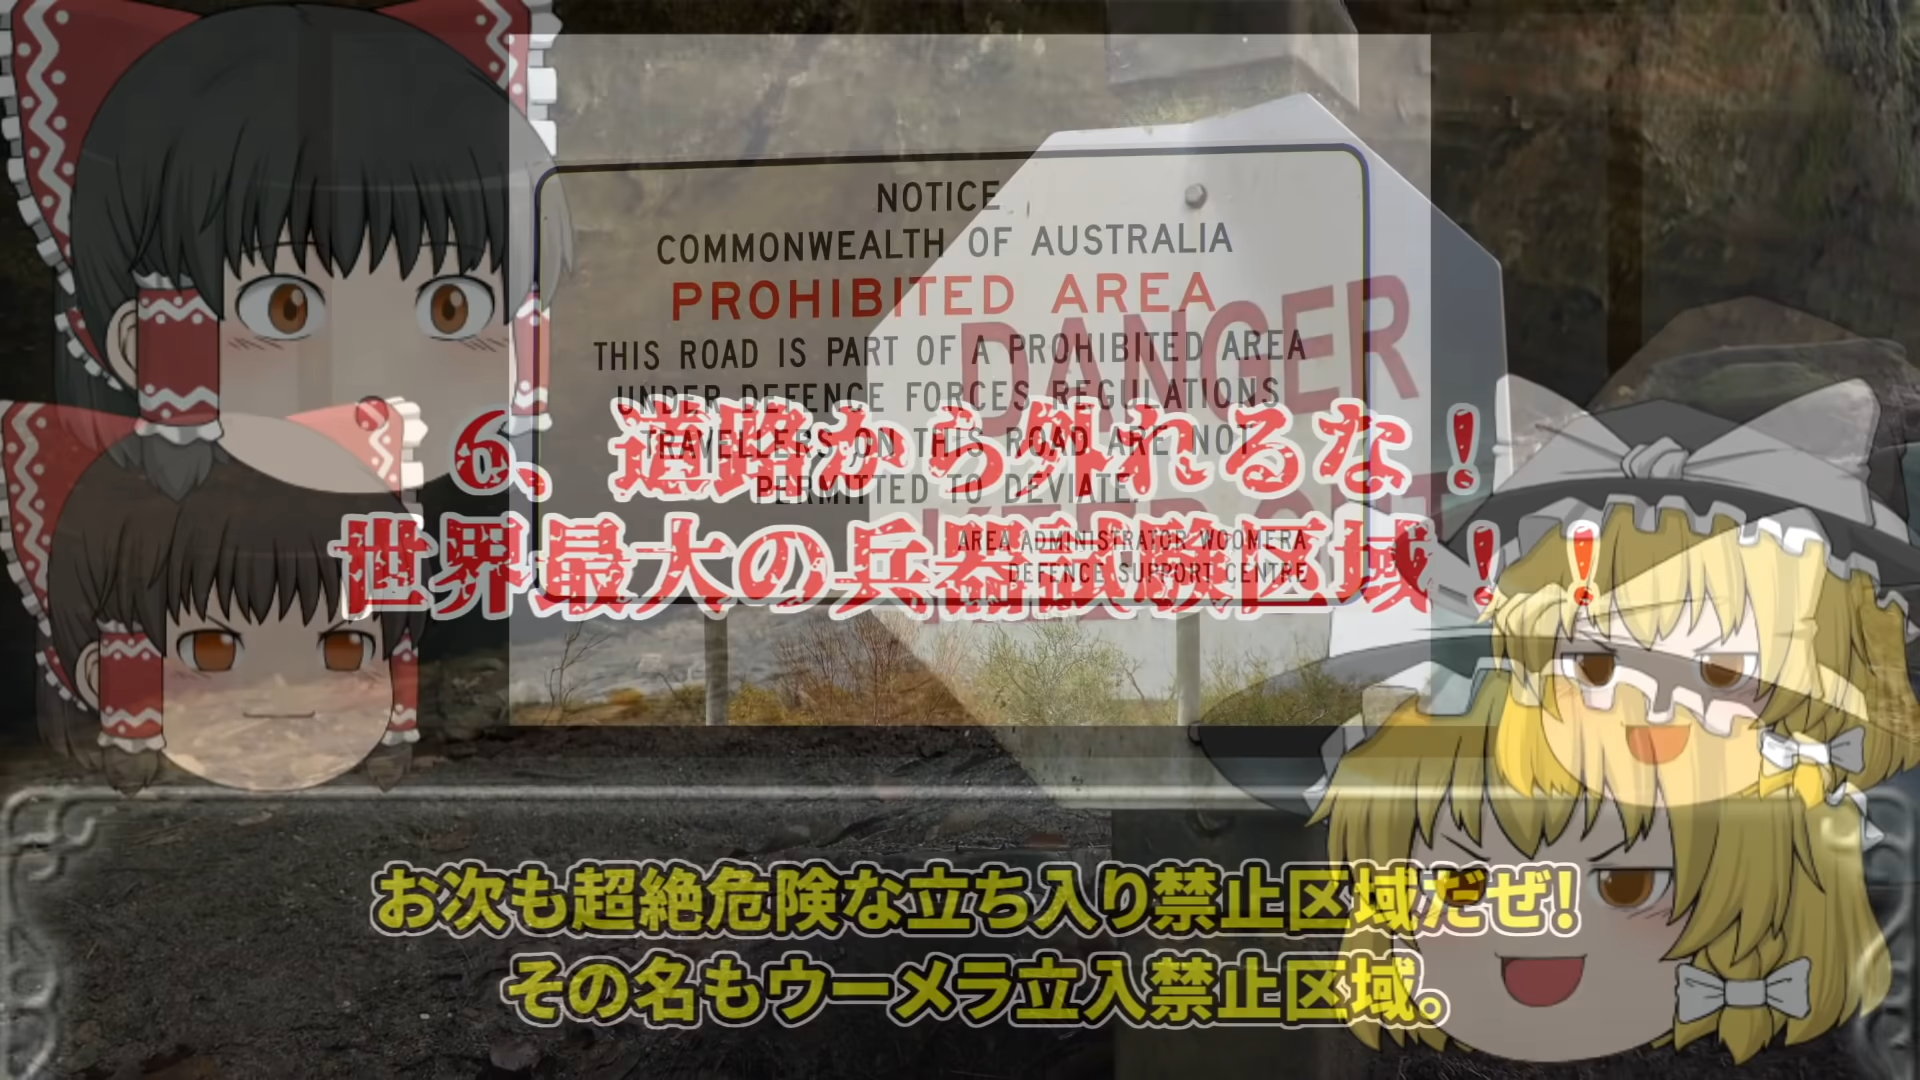 NOTICE
COMMONWEALTH OF AUSTRALIA
PROHIBITED AREA
THIS ROAD IS PART OF A PROHIBITED AREA
UNDER DEFENCE FORCES REGULATIONS
TRAVELLERS ON THIS ROAD ARE NOT
PERMITTED TO DEVIATE.
AREA ADMINISTRATOR WOOMERA
DEFENCE SUPPORT CENTRE
DANGER
KEEP OUT
6、道路から外れるな！
世界最大の兵器試験区域！！
お次も超絶危険な立ち入り禁止区域だぜ!
その名もウーメラ立入禁止区域。